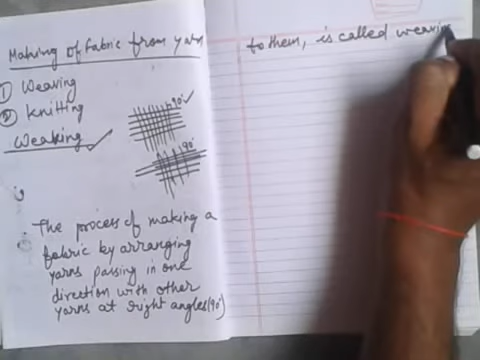 Making of fabric from yarn
① Weaving
② Knitting
Weaking
90°
90°
The process of making a
fabric by arranging
yarns passing in one
direction with other
yarns at right angles (90°)
to them, is called weavin